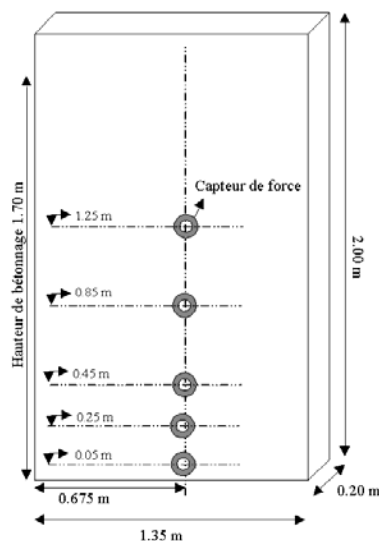 Hauteur de bétonnage 1.70 m
Capteur de force
1.25 m
0.85 m
0.45 m
0.25 m
0.05 m
2.00 m
0.675 m
0.20 m
1.35 m